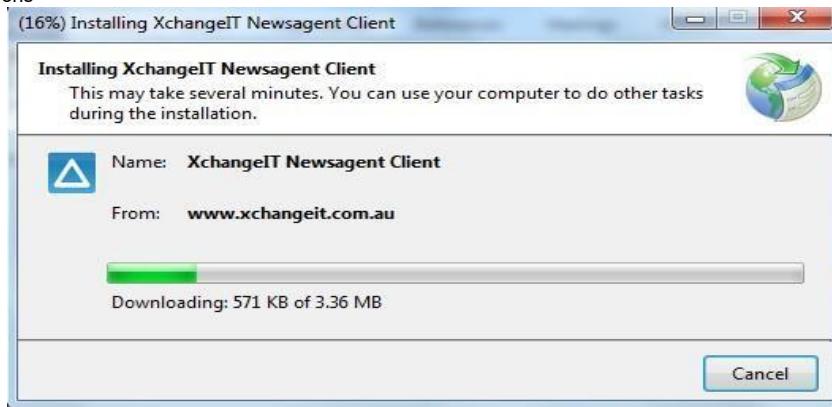 (16%) Installing XchangeIT Newsagent Client
Installing XchangeIT Newsagent Client
This may take several minutes. You can use your computer to do other tasks
during the installation.
Name: XchangeIT Newsagent Client
From: www.xchangeit.com.au
Downloading: 571 KB of 3.36 MB
Cancel